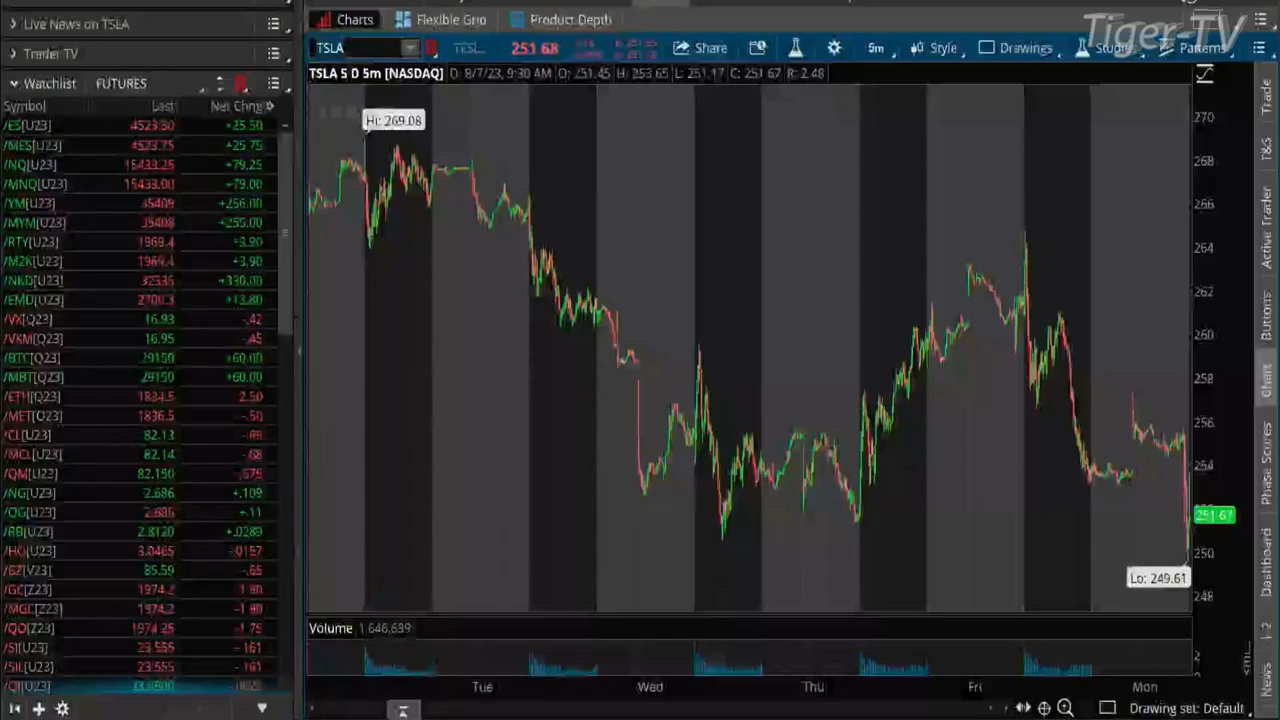 Live News on TSLA
Trader TV
Watchlist FUTURES
Symbol Last Net Chng
/ES[U23] 4523.50 +25.50
/MES[U23] 4523.75 +25.75
/NQ[U23] 15433.25 +79.25
/MNQ[U23] 15433.00 +79.00
/YM[U23] 35409 +256.00
/MYM[U23] 35408 +255.00
/RTY[U23] 1969.4 +3.90
/M2K[U23] 1969.4 +3.90
/NKD[U23] 32335 +330.00
/EMD[U23] 2700.3 +13.80
/VX[Q23] 16.93 -.42
/VXM[Q23] 16.95 -.45
/BTC[Q23] 29150 +60.00
/MBT[Q23] 29150 +60.00
/ETH[Q23] 1834.5 2.50
/MET[Q23] 1836.5 -.50
/CL[U23] 82.13
/MCL[U23] 82.14 -.68
/QM[U23] 82.150 -.675
/NG[U23] 2.686 +.109
/QG[U23] 2.686 +.11
/RB[U23] 2.8120 +.0289
/HO[U23] 3.0465 -.0157
/BZ[V23] 85.59 -.65
/GC[Z23] 1974.2 1.80
/MGC[Z23] 1974.2 -1.80
/QO[Z23] 1974.25 -1.75
/SI[U23] 23.555 -.161
/SIL[U23] 23.555 -.161
Charts Flexible Grid Product Depth
Tiger-TV
TSLA 251.68 Share 5m Style Drawings Studies Patterns
TSLA 5 D 5m [NASDAQ] D: 8/7/23, 9:30 AM O: 251.45 H: 253.65 L: 251.17 C: 251.67 R: 2.48
Hi: 269.08
270
268
266
264
262
260
258
256
254
251.67
250
Lo: 249.61
248
Volume 1,646,639
Tue Wed Thu Fri Mon
Drawing set: Default
Trade
T&S
Active Trader
Buttons
Chart
Phase Scores
Dashboard
L2
News